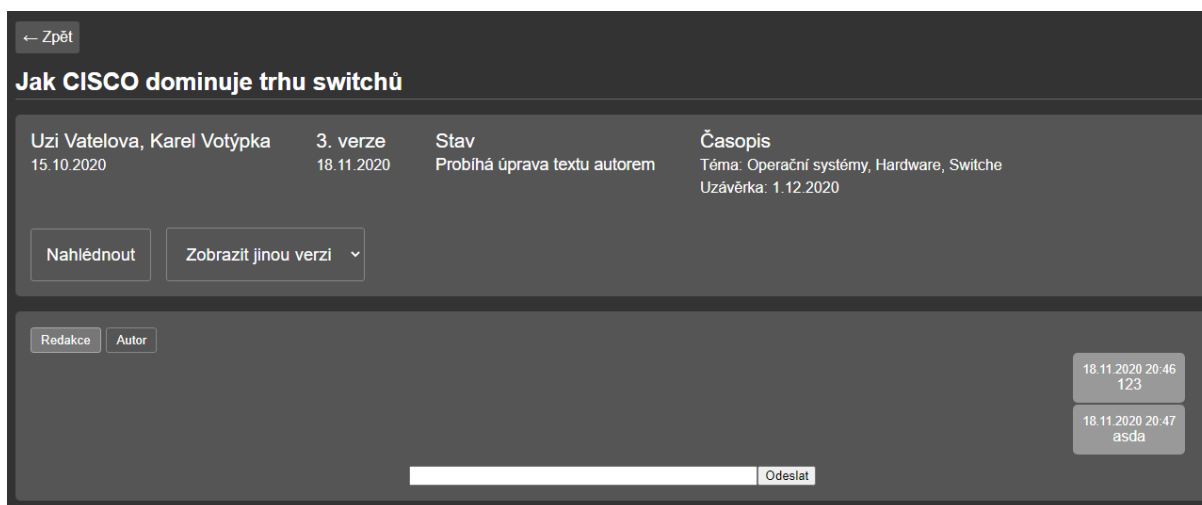 ← Zpět
Jak CISCO dominuje trhu switchů
Uzi Vatelova, Karel Votýpka
15.10.2020
3. verze
18.11.2020
Stav
Probíhá úprava textu autorem
Časopis
Téma: Operační systémy, Hardware, Switche
Uzávěrka: 1.12.2020
Nahlédnout
Zobrazit jinou verzi
Redakce
Autor
18.11.2020 20:46
123
18.11.2020 20:47
asda
Odeslat